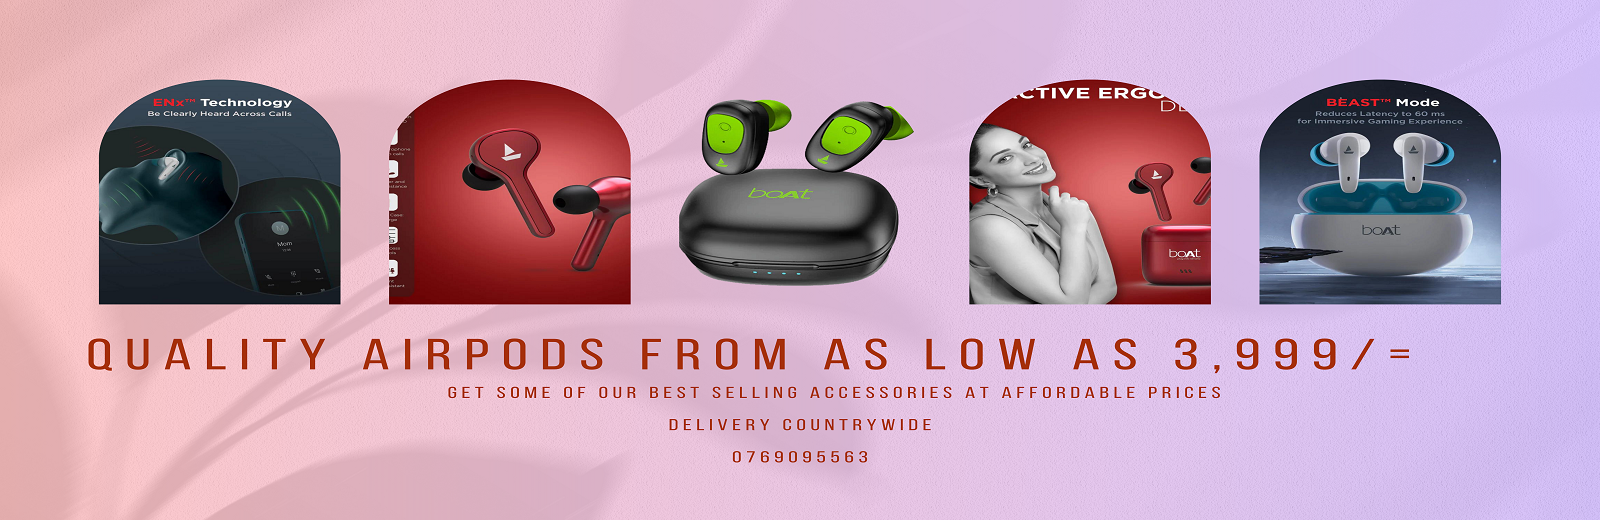 ENx™ Technology
Be Clearly Heard Across Calls
Mom
boAt
CTIVE ERGO
boAt
BEAST™ Mode
Reduces Latency to 60 ms
for Immersive Gaming Experience
boAt
QUALITY AIRPODS FROM AS LOW AS 3,999/=
GET SOME OF OUR BEST SELLING ACCESSORIES AT AFFORDABLE PRICES
DELIVERY COUNTRYWIDE
0769095563